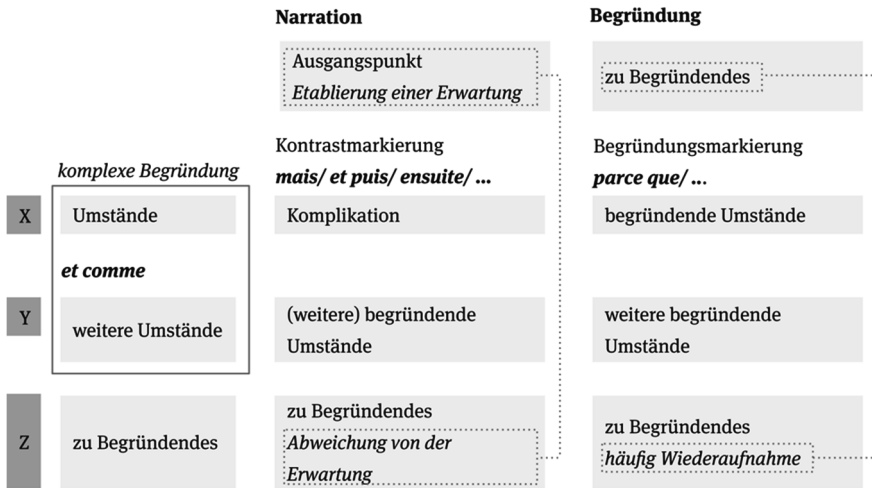 Narration
Begründung
Ausgangspunkt
Etablierung einer Erwartung
zu Begründendes
Kontrastmarkierung
mais/ et puis/ ensuite/ ...
Begründungsmarkierung
parce que/ ...
komplexe Begründung
X
Umstände
Komplikation
begründende Umstände
et comme
Y
weitere Umstände
(weitere) begründende
Umstände
weitere begründende
Umstände
Z
zu Begründendes
zu Begründendes
Abweichung von der
Erwartung
zu Begründendes
häufig Wiederaufnahme